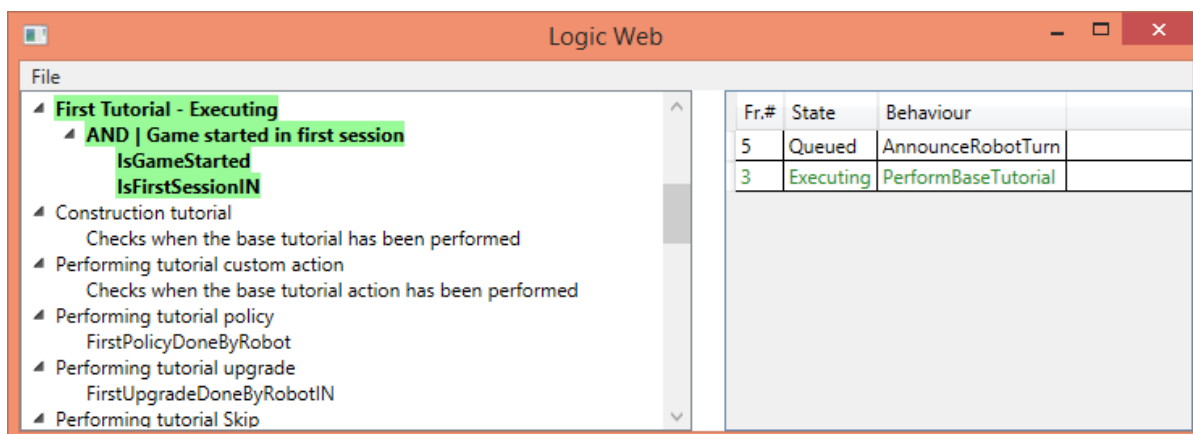 Logic Web
File
First Tutorial - Executing
AND | Game started in first session
IsGameStarted
IsFirstSessionIN
Construction tutorial
Checks when the base tutorial has been performed
Performing tutorial custom action
Checks when the base tutorial action has been performed
Performing tutorial policy
FirstPolicyDoneByRobot
Performing tutorial upgrade
FirstUpgradeDoneByRobotIN
Performing tutorial Skip
Fr.# State Behaviour
5 Queued AnnounceRobotTurn
3 Executing PerformBaseTutorial